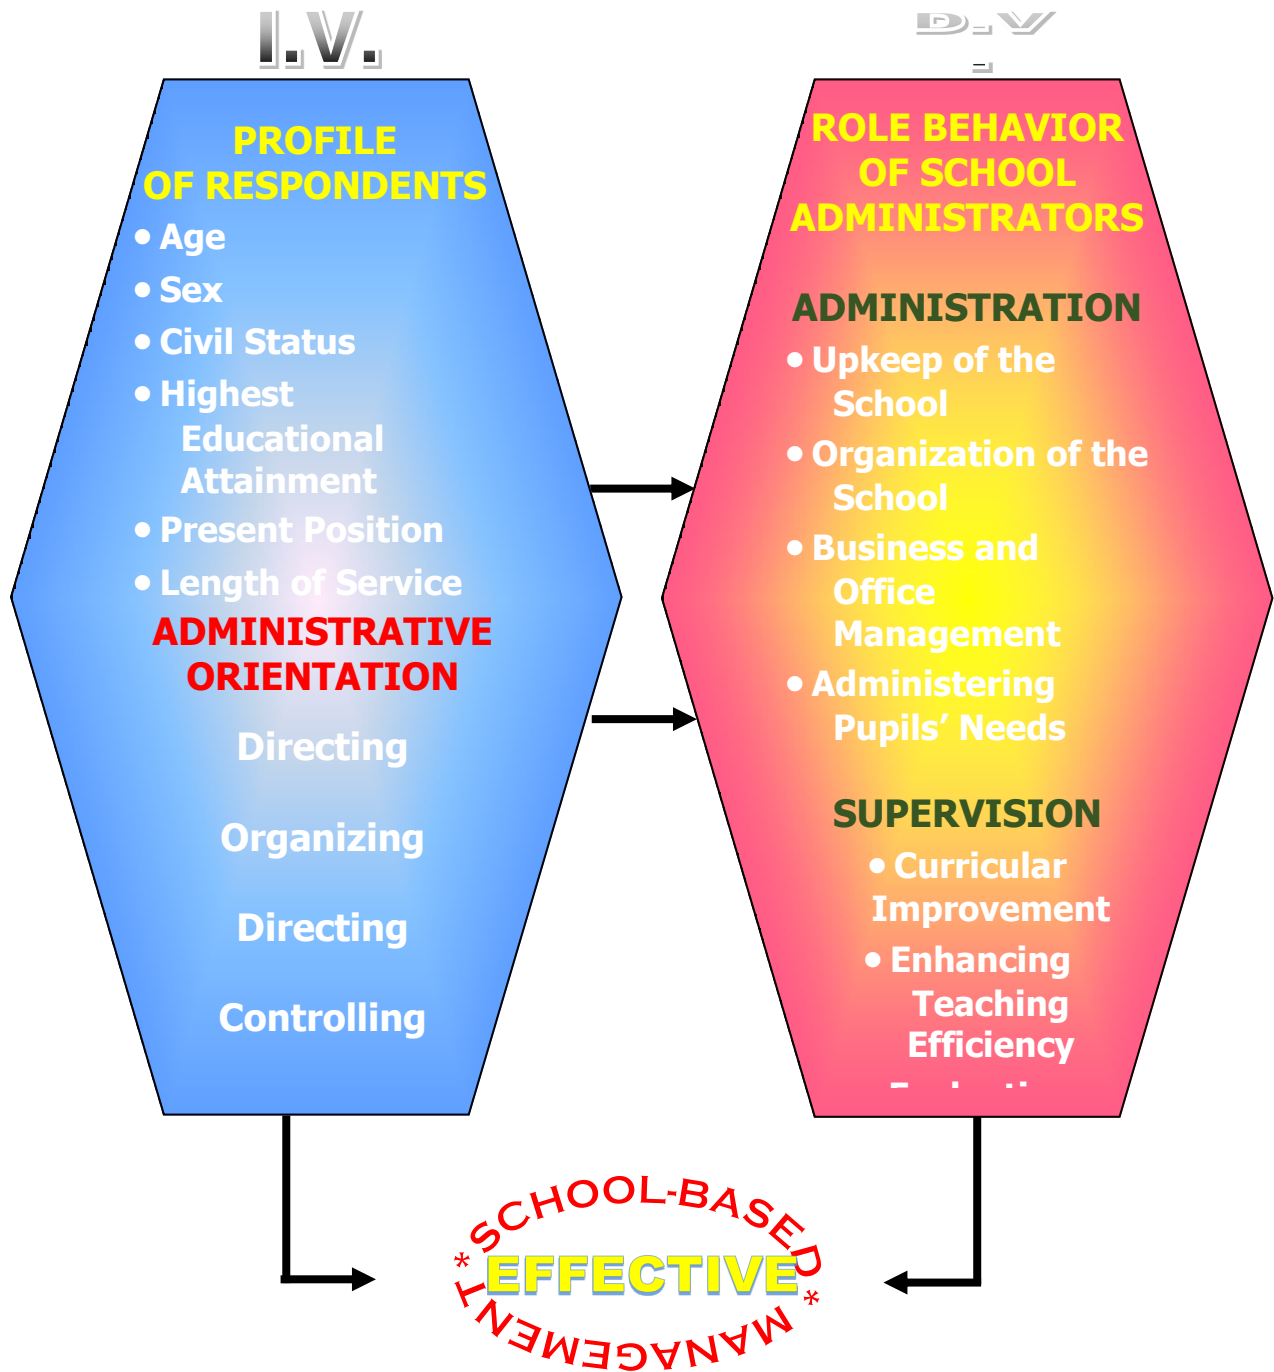 I.V.
PROFILE
OF RESPONDENTS
• Age
• Sex
• Civil Status
• Highest
Educational
Attainment
• Present Position
• Length of Service
ADMINISTRATIVE
ORIENTATION
Directing
Organizing
Directing
Controlling
D.V
.
ROLE BEHAVIOR
OF SCHOOL
ADMINISTRATORS
ADMINISTRATION
• Upkeep of the
School
• Organization of the
School
• Business and
Office
Management
• Administering
Pupils’ Needs
SUPERVISION
• Curricular
Improvement
• Enhancing
Teaching
Efficiency
*SCHOOL-BASED*
EFFECTIVE
MANAGEMENT